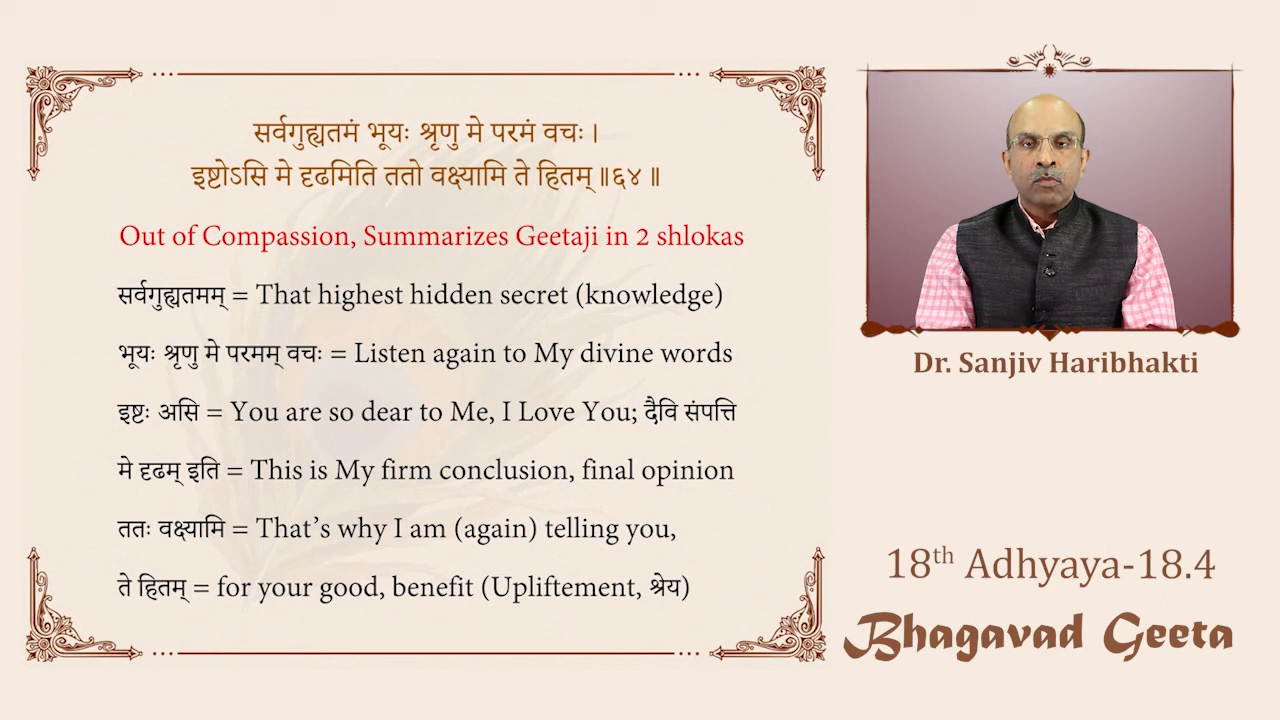 सर्वगुह्यतमं भूयः श्रृणु मे परमं वचः ।
इष्टोऽसि मे दृढमिति ततो वक्ष्यामि ते हितम् ॥६४ ॥
Out of Compassion, Summarizes Geetaji in 2 shlokas
सर्वगुह्यतमम् = That highest hidden secret (knowledge)
भूयः श्रृणु मे परमम् वचः = Listen again to My divine words
इष्टः असि = You are so dear to Me, I Love You; दैवि संपत्ति
मे दृढम् इति = This is My firm conclusion, final opinion
ततः वक्ष्यामि = That’s why I am (again) telling you,
ते हितम् = for your good, benefit (Upliftement, श्रेय)
Dr. Sanjiv Haribhakti
18th Adhyaya-18.4
Bhagavad Geeta